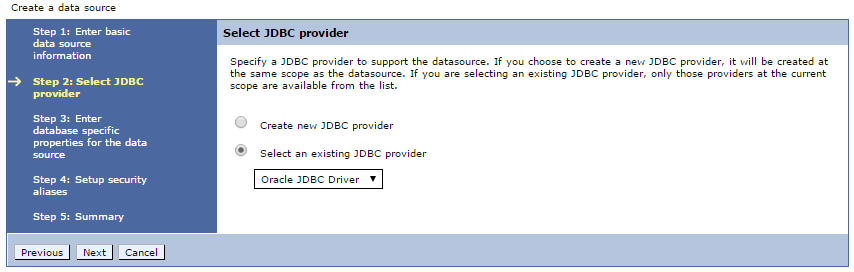 Create a data source
Step 1: Enter basic
data source
information
Step 2: Select JDBC
provider
Step 3: Enter
database specific
properties for the data
source
Step 4: Setup security
aliases
Step 5: Summary
Select JDBC provider
Specify a JDBC provider to support the datasource. If you choose to create a new JDBC provider, it will be created at
the same scope as the datasource. If you are selecting an existing JDBC provider, only those providers at the current
scope are available from the list.
Create new JDBC provider
Select an existing JDBC provider
Oracle JDBC Driver
Previous Next Cancel